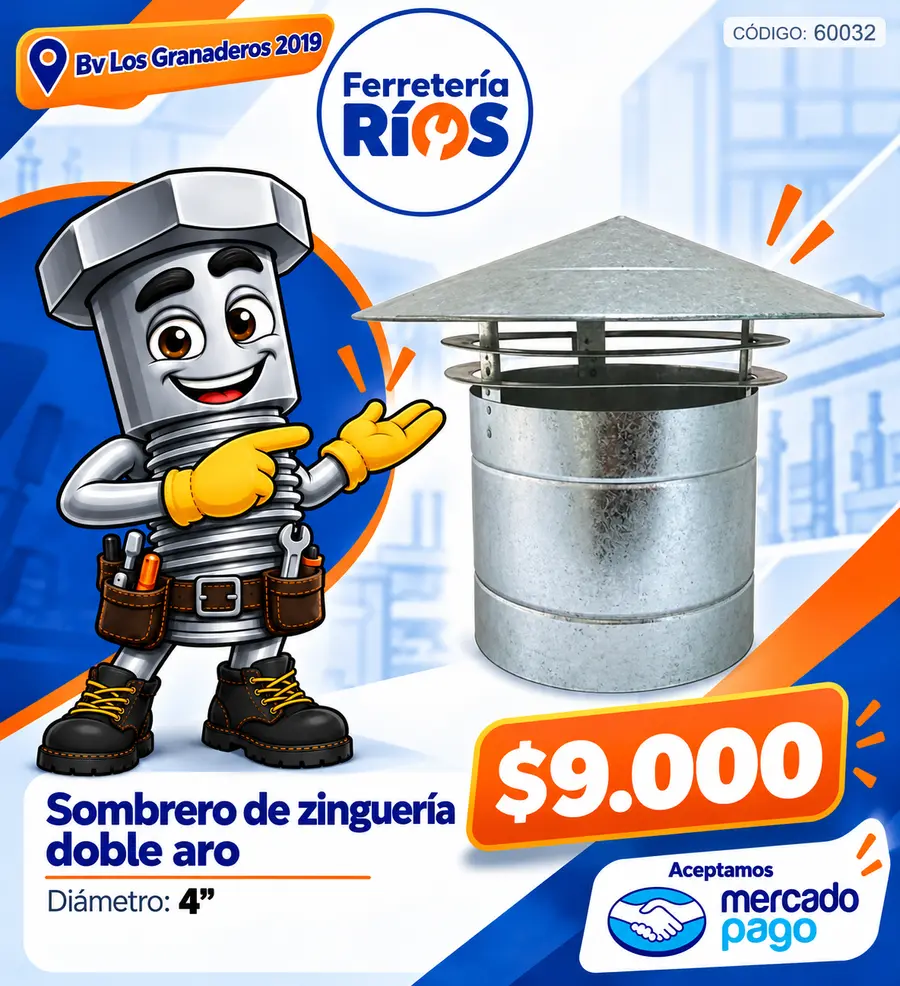 Bv Los Granaderos 2019
Ferretería
RÍOS
CÓDIGO: 60032
$9.000
Sombrero de zinguería
doble aro
Diámetro: 4”
Aceptamos
mercado
pago